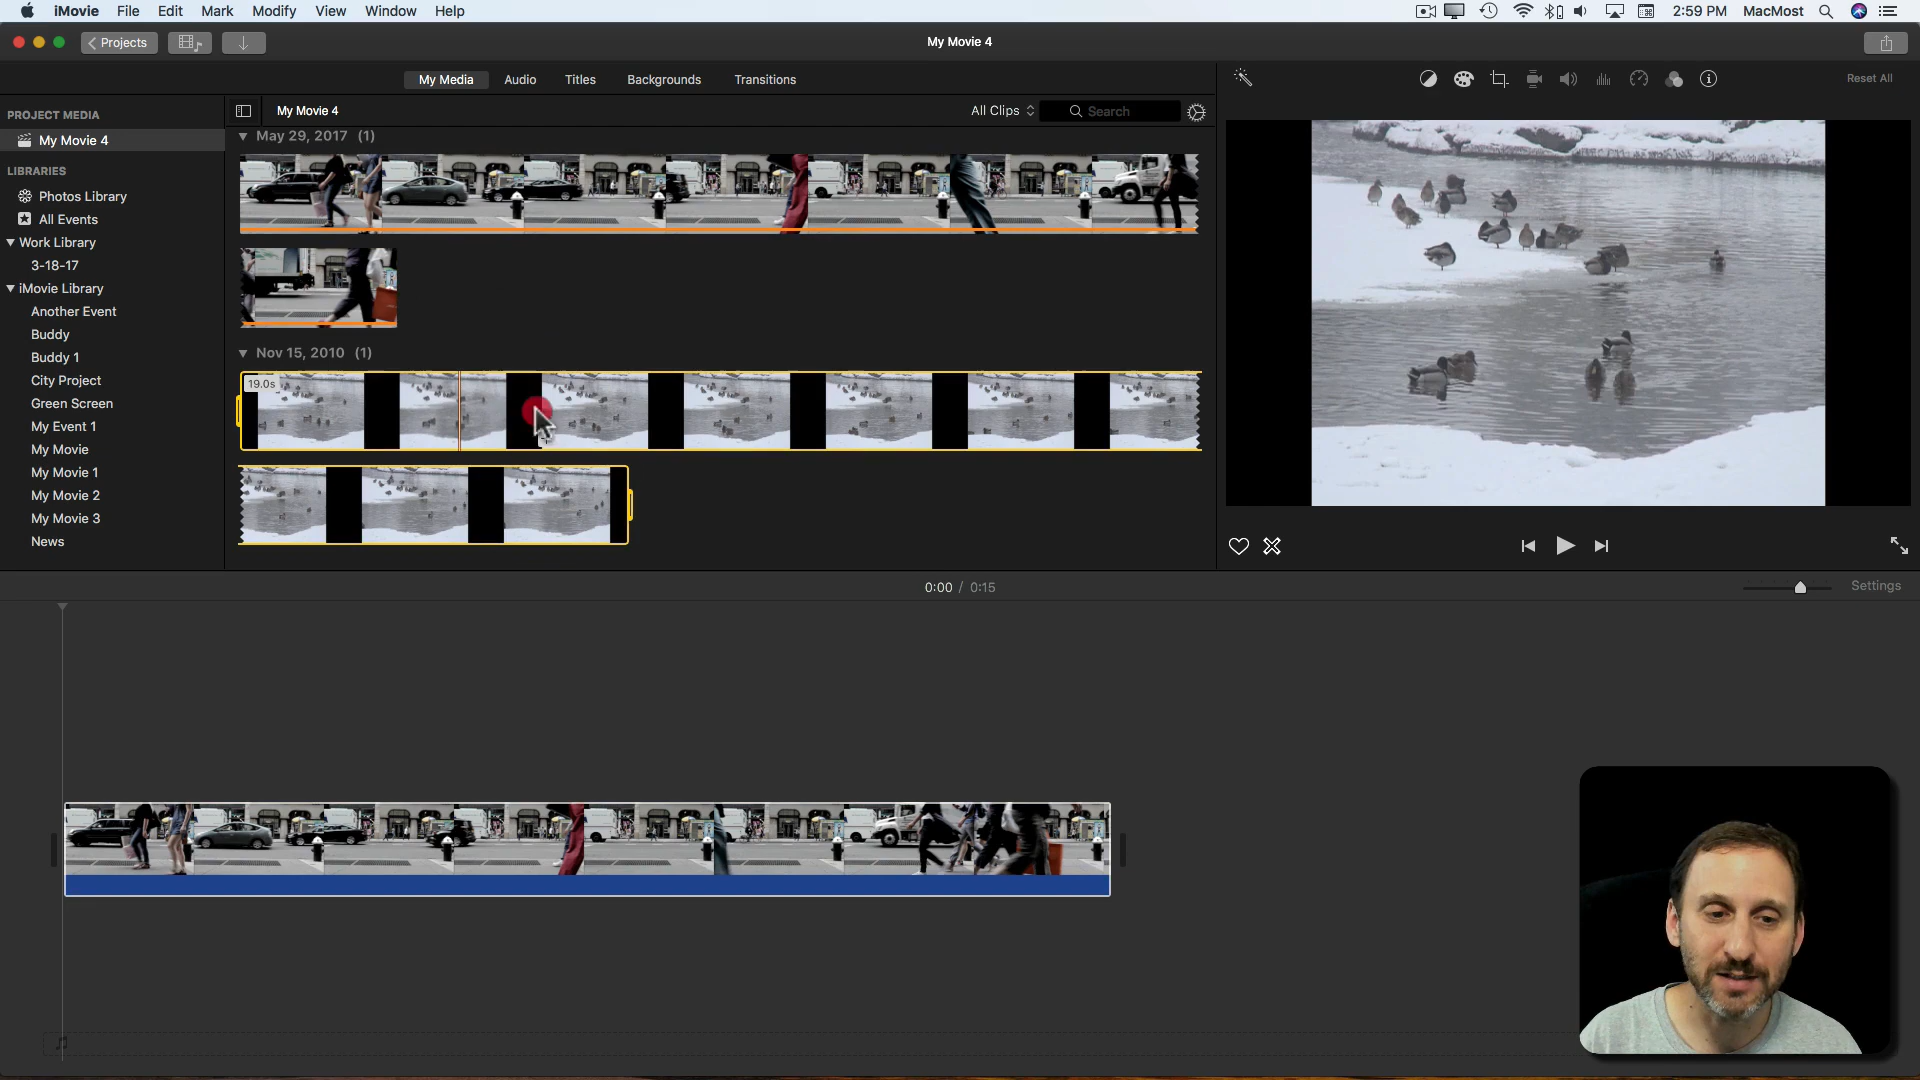 iMovie File Edit Mark Modify View Window Help 2:59 PM MacMost
Projects My Movie 4
My Media Audio Titles Backgrounds Transitions Reset All
PROJECT MEDIA
My Movie 4
LIBRARIES
Photos Library
All Events
Work Library
3-18-17
iMovie Library
Another Event
Buddy
Buddy 1
City Project
Green Screen
My Event 1
My Movie
My Movie 1
My Movie 2
My Movie 3
News
My Movie 4 All Clips Search
May 29, 2017 (1)
Nov 15, 2010 (1)
19.0s
0:00 / 0:15 Settings